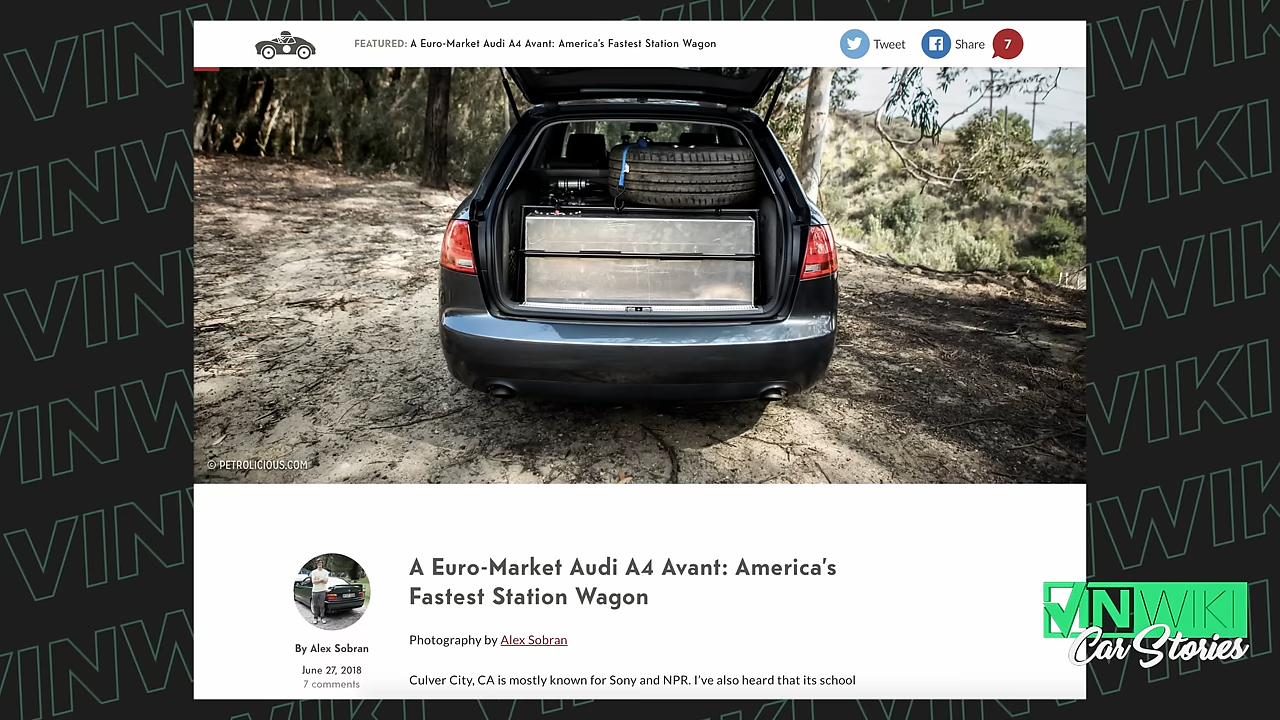 FEATURED: A Euro-Market Audi A4 Avant: America's Fastest Station Wagon
Tweet
Share
7
© PETROLICIOUS.COM
A Euro-Market Audi A4 Avant: America's
Fastest Station Wagon
By Alex Sobran
June 27, 2018
7 comments
Photography by Alex Sobran
Culver City, CA is mostly known for Sony and NPR. I've also heard that its school
VINWIKI
Car Stories